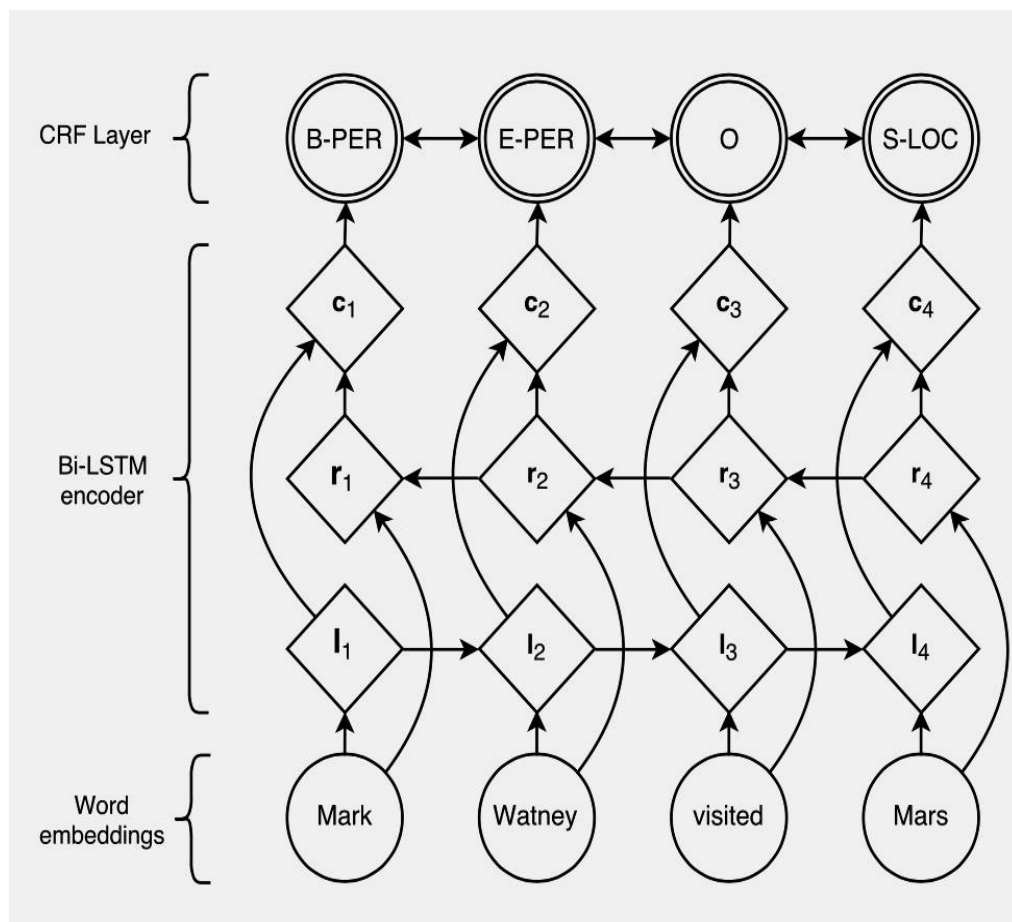 CRF Layer
B-PER E-PER O S-LOC
c₁ c₂ c₃ c₄
Bi-LSTM
encoder
r₁ r₂ r₃ r₄
l₁ l₂ l₃ l₄
Word
embeddings
Mark Watney visited Mars